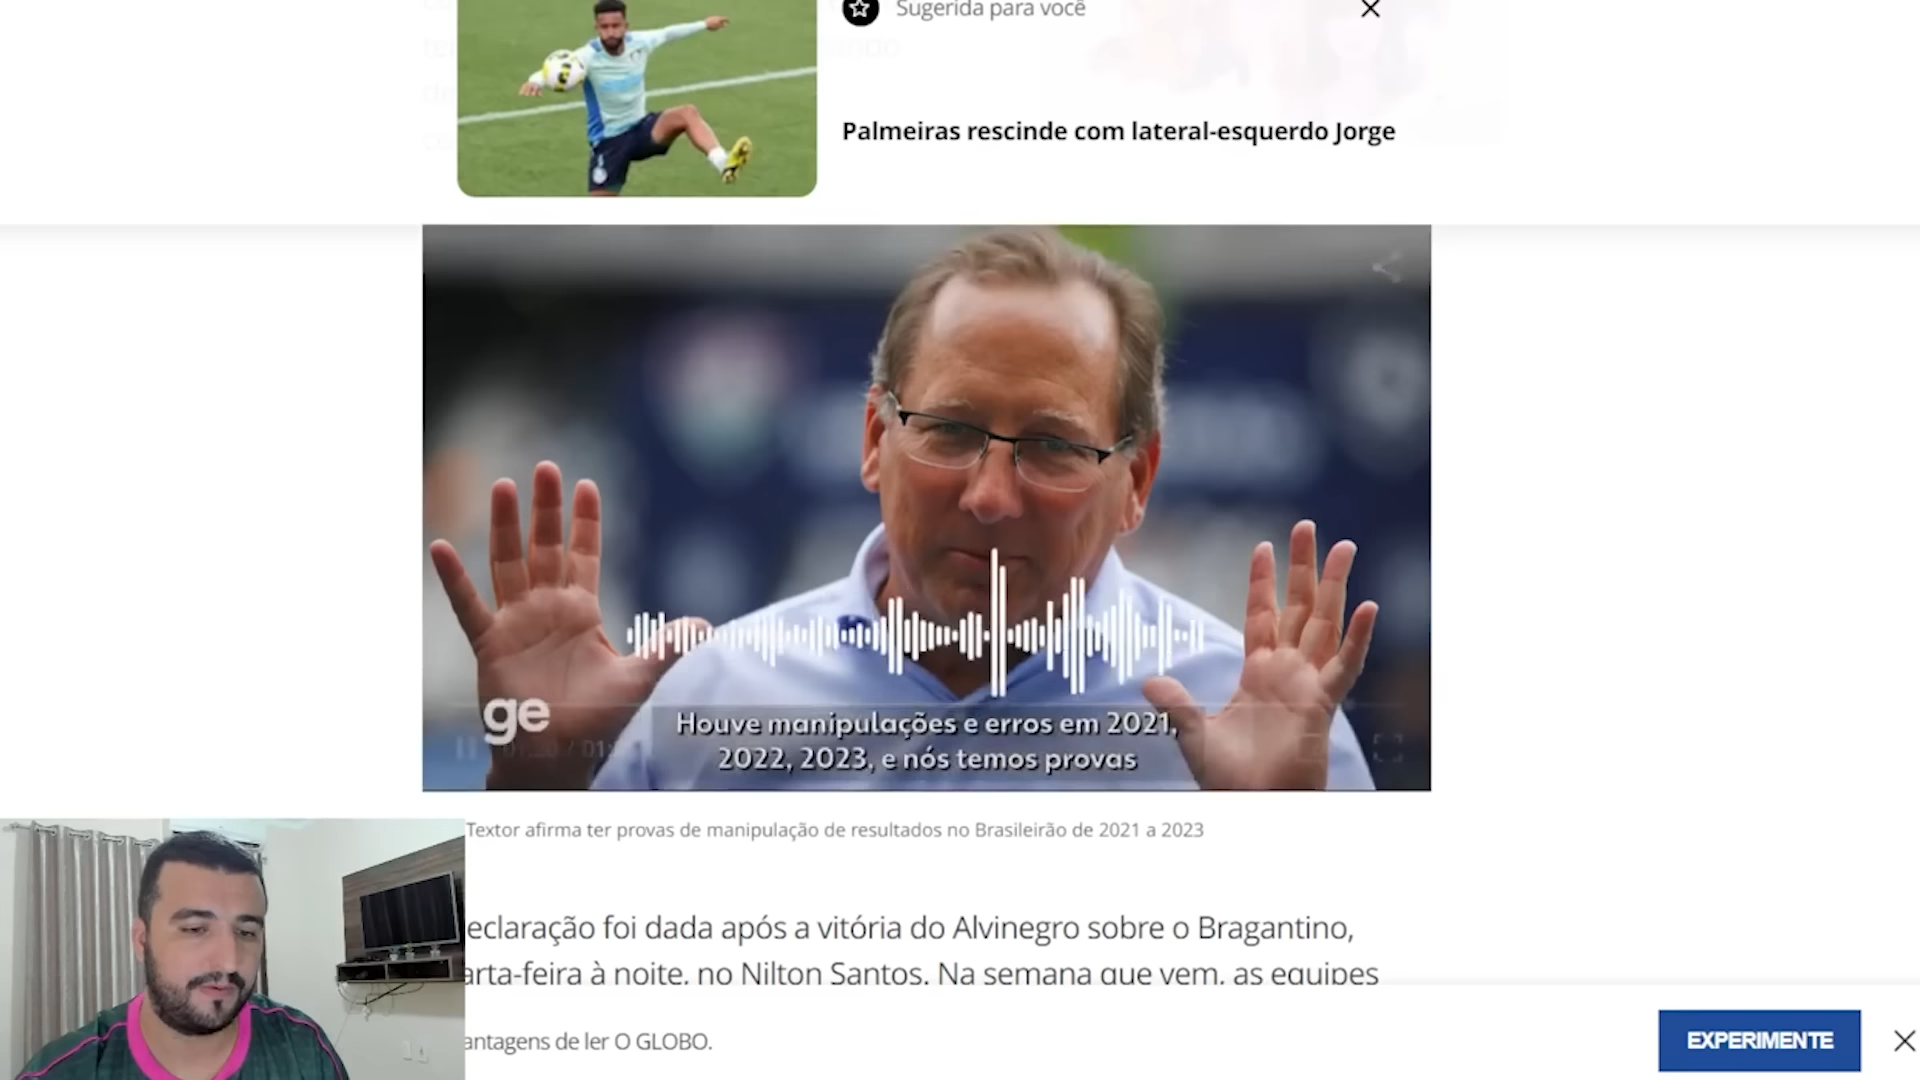 Sugerida para você
Palmeiras rescinde com lateral-esquerdo Jorge
ge
Houve manipulações e erros em 2021,
2022, 2023, e nós temos provas
Textor afirma ter provas de manipulação de resultados no Brasileirão de 2021 a 2023
eclaração foi dada após a vitória do Alvinegro sobre o Bragantino,
arta-feira à noite, no Nilton Santos. Na semana que vem, as equipes
antagens de ler O GLOBO.
EXPERIMENTE